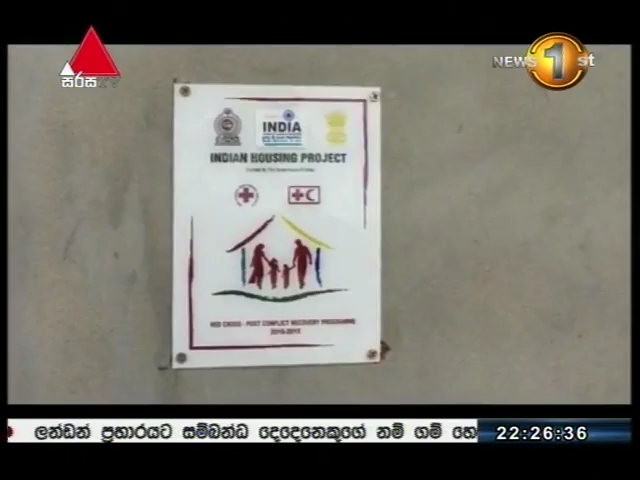 සිරස TV
NEWS 1st
INDIA
INDIAN HOUSING PROJECT
RED CROSS - POST CONFLICT RECOVERY PROGRAMME
ලන්ඩන් ප්‍රහාරයට සම්බන්ධ දෙදෙනෙකුගේ නම් ගම් හෙ
22:26:36